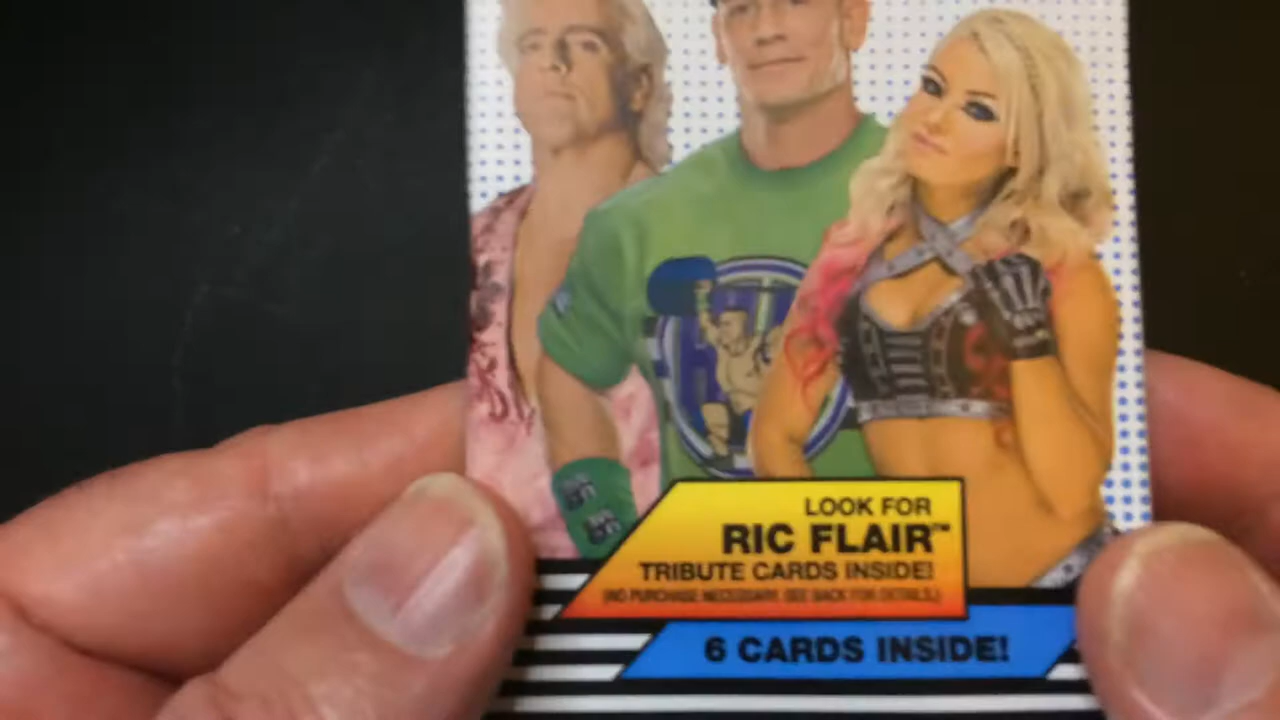 LOOK FOR
RIC FLAIR™
TRIBUTE CARDS INSIDE!
(NO PURCHASE NECESSARY. SEE BACK FOR DETAILS.)
6 CARDS INSIDE!